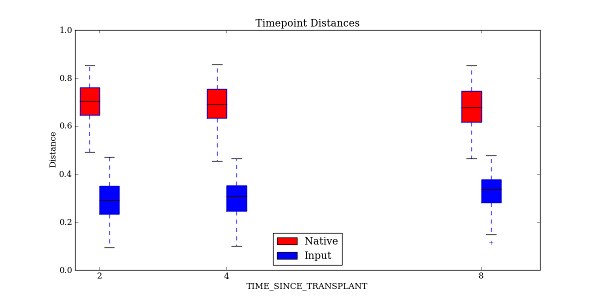 Timepoint Distances
1.0
0.8
0.6
0.4
0.2
0.0
Distance
2
4
8
TIME_SINCE_TRANSPLANT
Native
Input